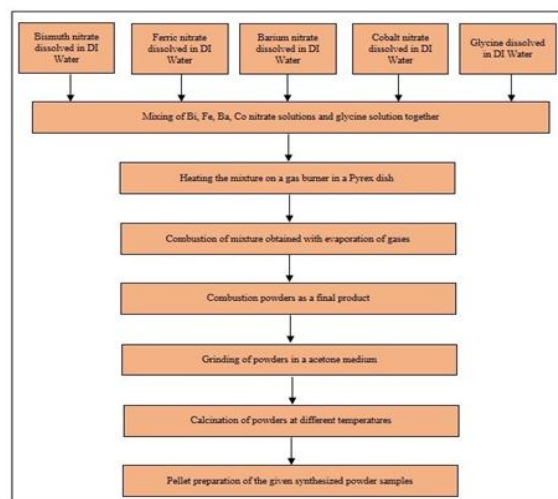 Bismuth nitrate
dissolved in DI
Water
Ferric nitrate
dissolved in DI
Water
Barium nitrate
dissolved in DI
Water
Cobalt nitrate
dissolved in DI
Water
Glycine dissolved
in DI Water
Mixing of Bi, Fe, Ba, Co nitrate solutions and glycine solution together
Heating the mixture on a gas burner in a Pyrex dish
Combustion of mixture obtained with evaporation of gases
Combustion powders as a final product
Grinding of powders in a acetone medium
Calcination of powders at different temperatures
Pellet preparation of the given synthesized powder samples